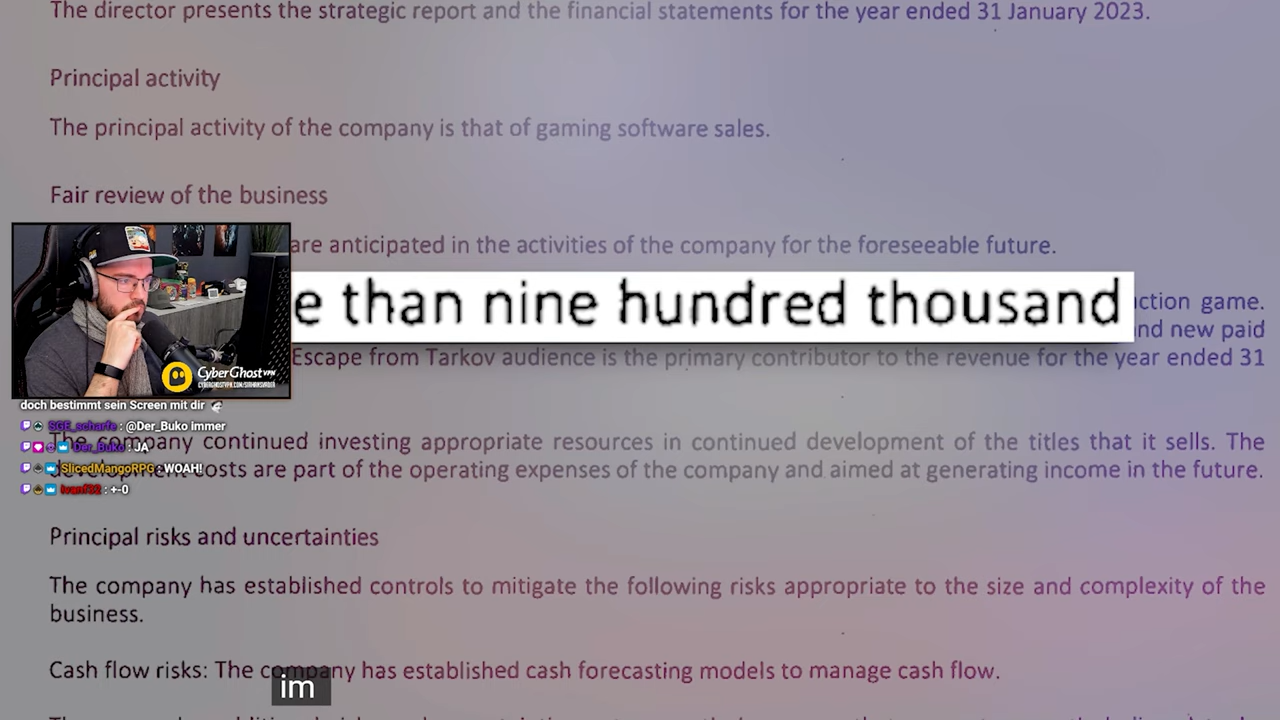 The director presents the strategic report and the financial statements for the year ended 31 January 2023.
Principal activity
The principal activity of the company is that of gaming software sales.
Fair review of the business
are anticipated in the activities of the company for the foreseeable future.
e than nine hundred thousand
ction game.
nd new paid
Escape from Tarkov audience is the primary contributor to the revenue for the year ended 31
CyberGhost VPN
doch bestimmt sein Screen mit dir
SGE_scharfe : @Der_Buko immer
Der_Buko : JA
SlicedMangoRPG : WOAH!
: +-0
The company continued investing appropriate resources in continued development of the titles that it sells. The
costs are part of the operating expenses of the company and aimed at generating income in the future.
Principal risks and uncertainties
The company has established controls to mitigate the following risks appropriate to the size and complexity of the
business.
Cash flow risks: The company has established cash forecasting models to manage cash flow.
im